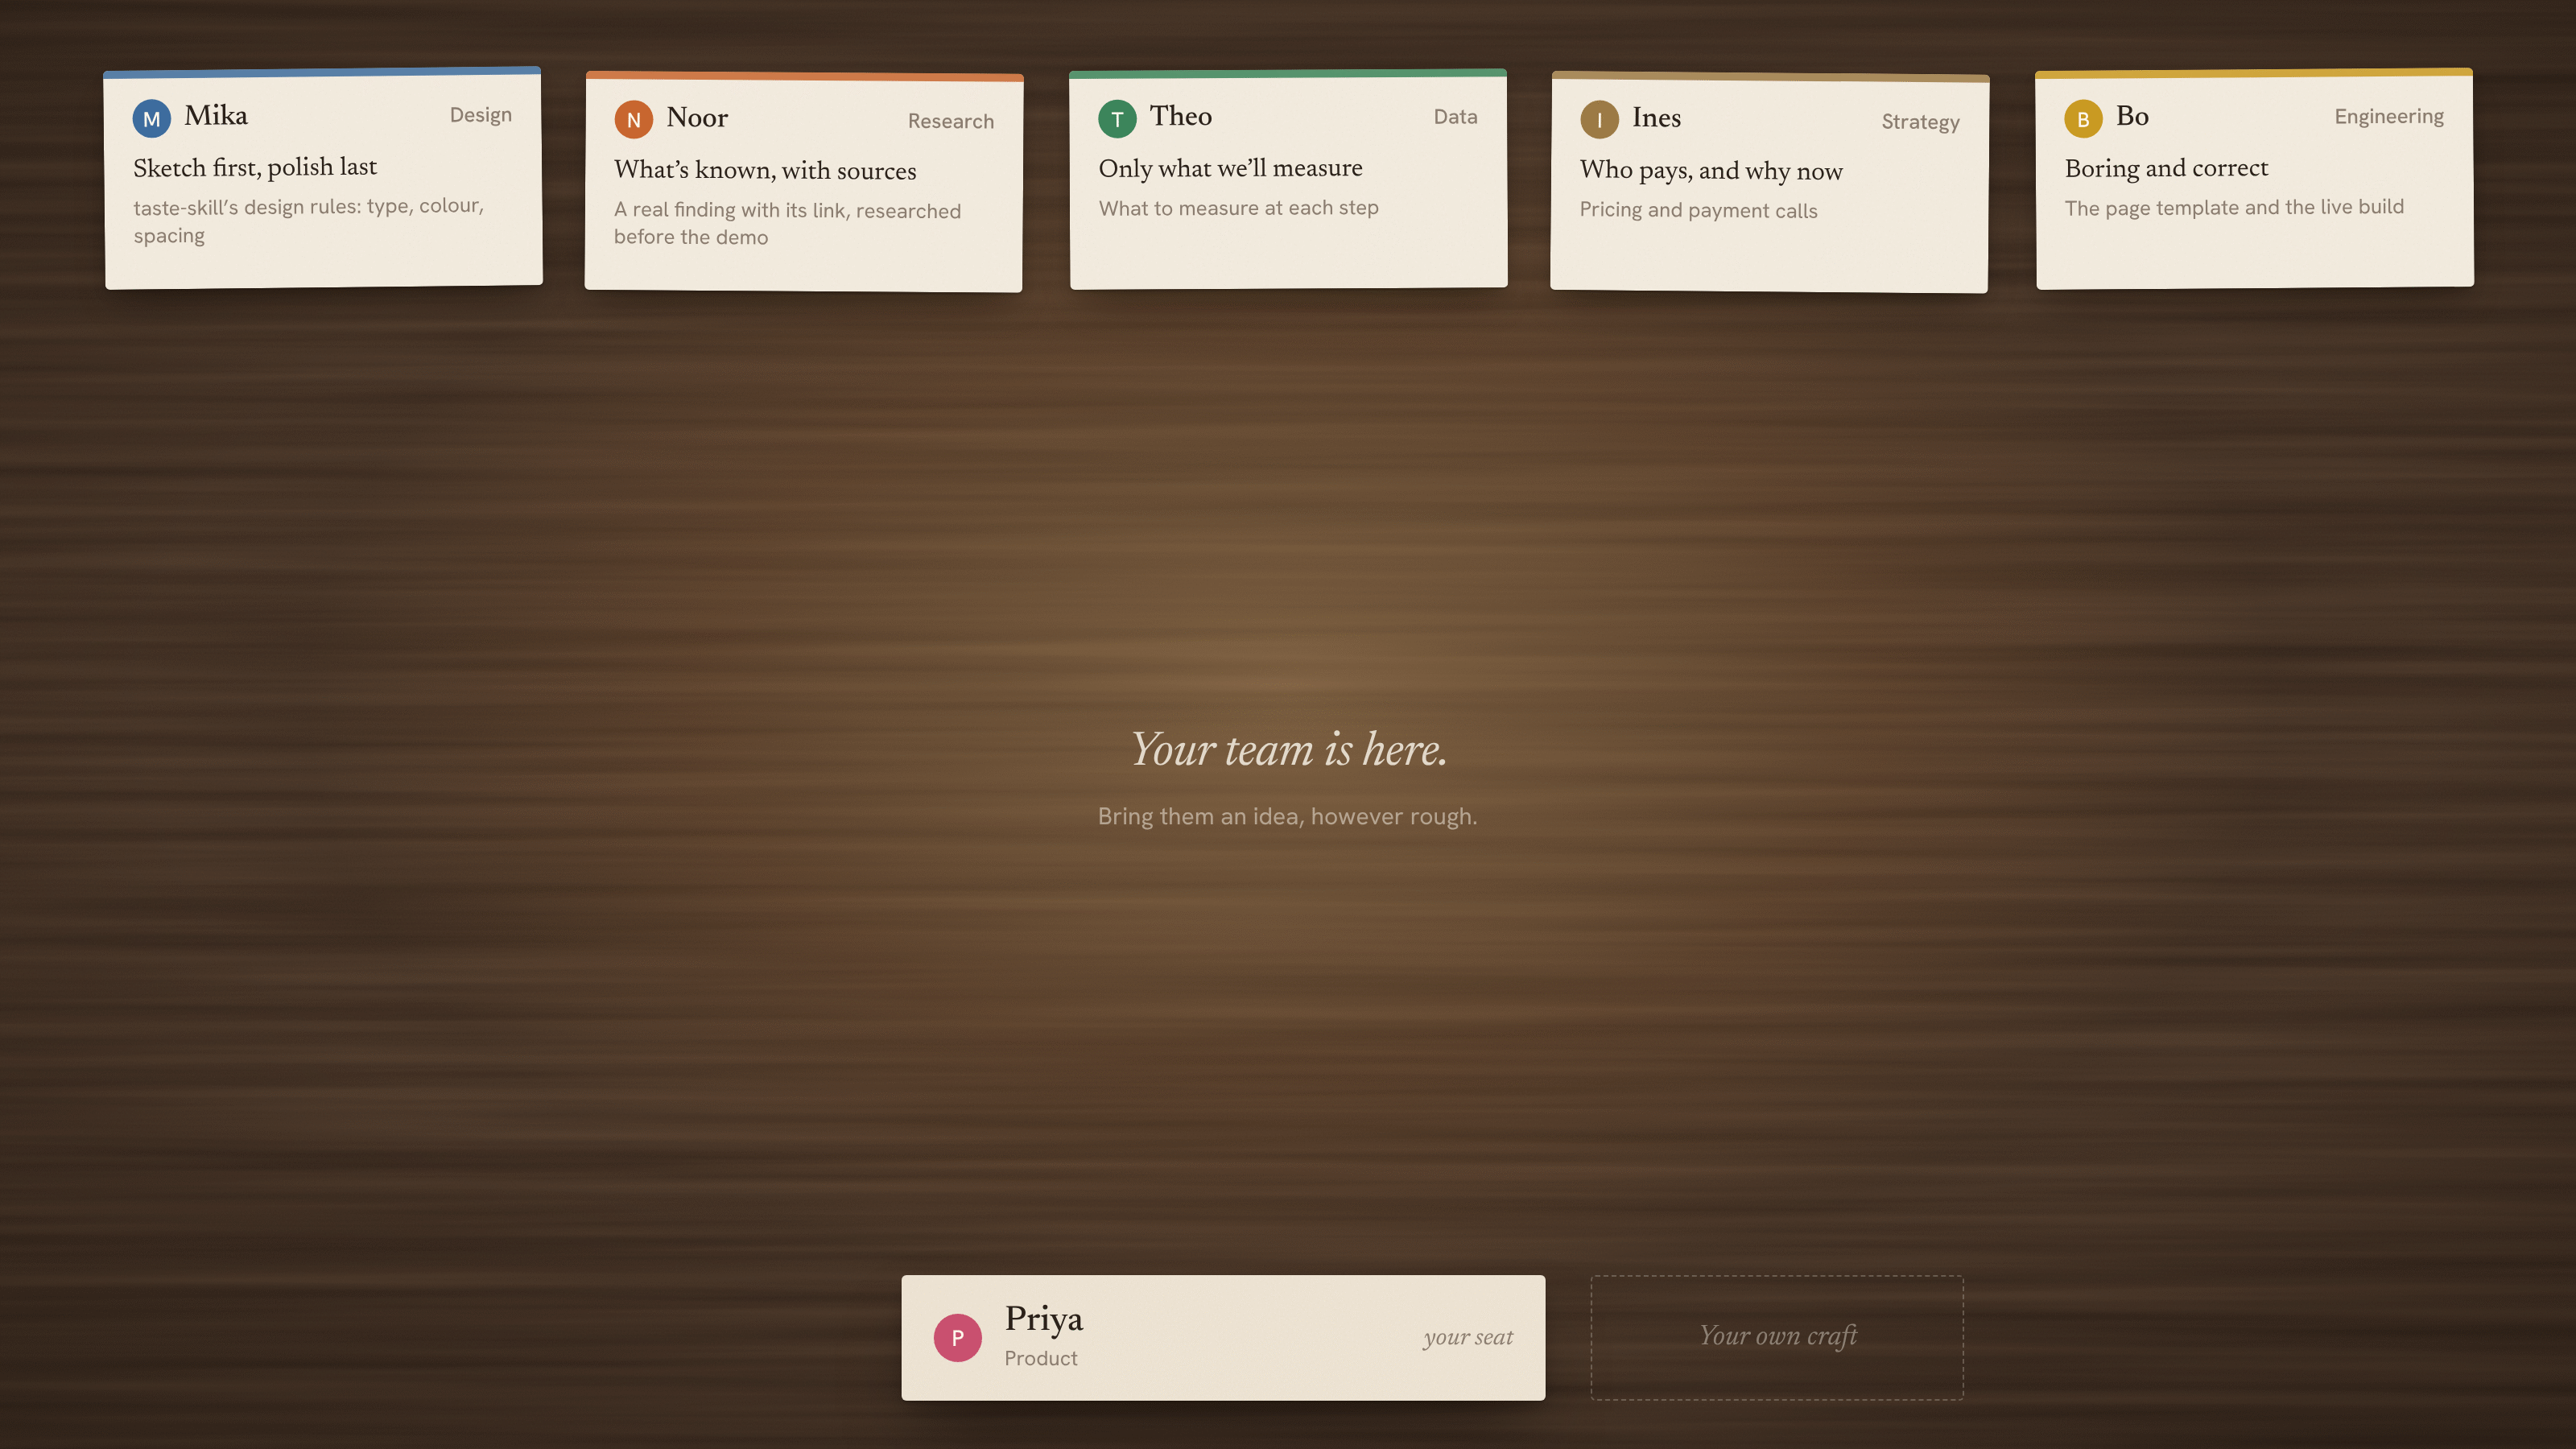 M Mika Design
Sketch first, polish last
taste-skill’s design rules: type, colour,
spacing
N Noor Research
What’s known, with sources
A real finding with its link, researched
before the demo
T Theo Data
Only what we’ll measure
What to measure at each step
I Ines Strategy
Who pays, and why now
Pricing and payment calls
B Bo Engineering
Boring and correct
The page template and the live build
Your team is here.
Bring them an idea, however rough.
P Priya
Product
your seat
Your own craft